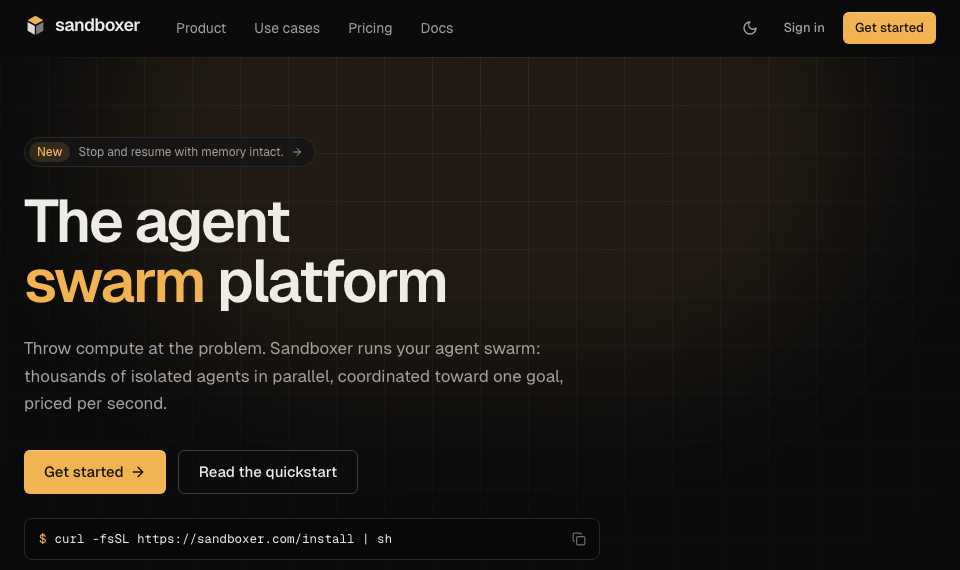 sandboxer
Product
Use cases
Pricing
Docs
Sign in
Get started
New Stop and resume with memory intact. →
The agent
swarm platform
Throw compute at the problem. Sandboxer runs your agent swarm:
thousands of isolated agents in parallel, coordinated toward one goal,
priced per second.
Get started →
Read the quickstart
$ curl -fsSL https://sandboxer.com/install | sh